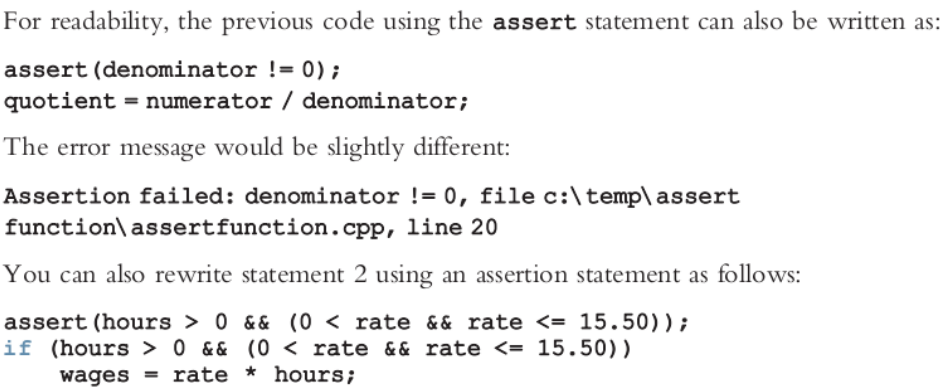 For readability, the previous code using the assert statement can also be written as:
assert(denominator != 0);
quotient = numerator / denominator;
The error message would be slightly different:
Assertion failed: denominator != 0, file c:\temp\assert
function\assertfunction.cpp, line 20
You can also rewrite statement 2 using an assertion statement as follows:
assert(hours > 0 && (0 < rate && rate <= 15.50));
if (hours > 0 && (0 < rate && rate <= 15.50))
    wages = rate * hours;